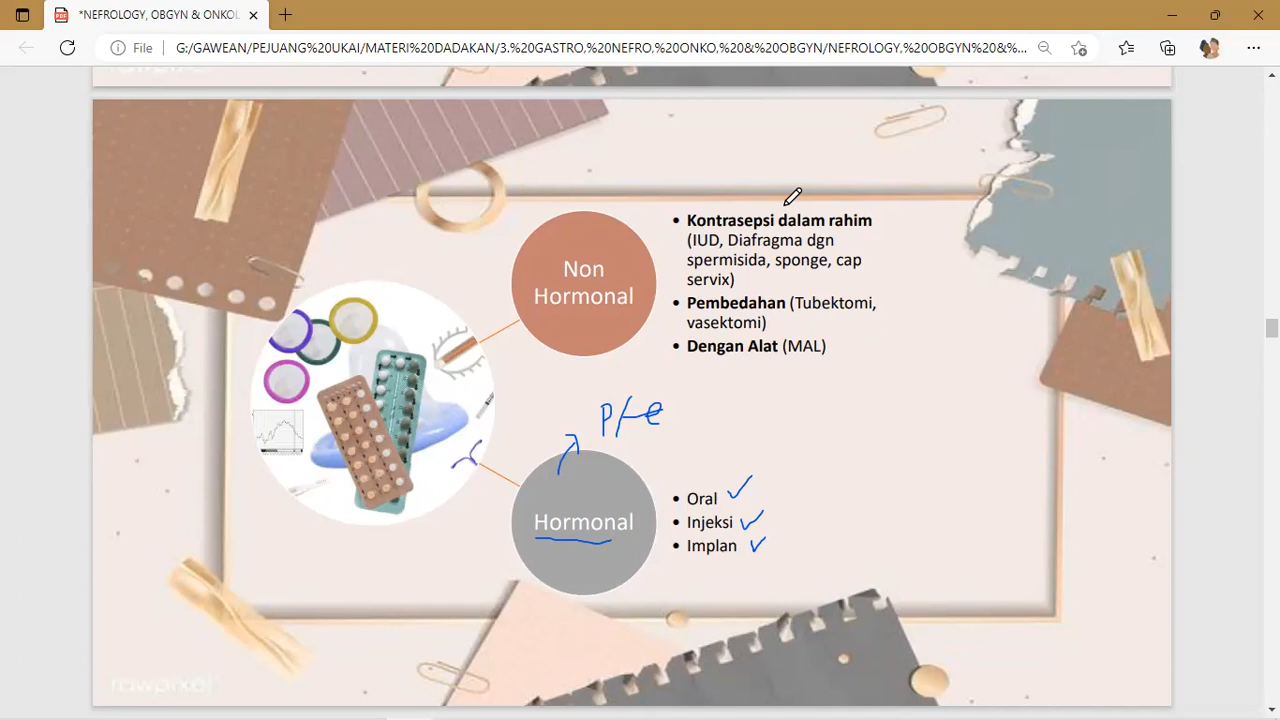 *NEFROLOGY, OBGYN & ONKOL
File
G:/GAWEAN/PEJUANG%20UKAI/MATERI%20DADAKAN/3.%20GASTRO,%20NEFRO,%20ONKO,%20&%20OBGYN/NEFROLOGY,%20OBGYN%20&%...
Non
Hormonal
• Kontrasepsi dalam rahim
(IUD, Diafragma dgn
spermisida, sponge, cap
servix)
• Pembedahan (Tubektomi,
vasektomi)
• Dengan Alat (MAL)
Hormonal
• Oral
• Injeksi
• Implan
rawpixel